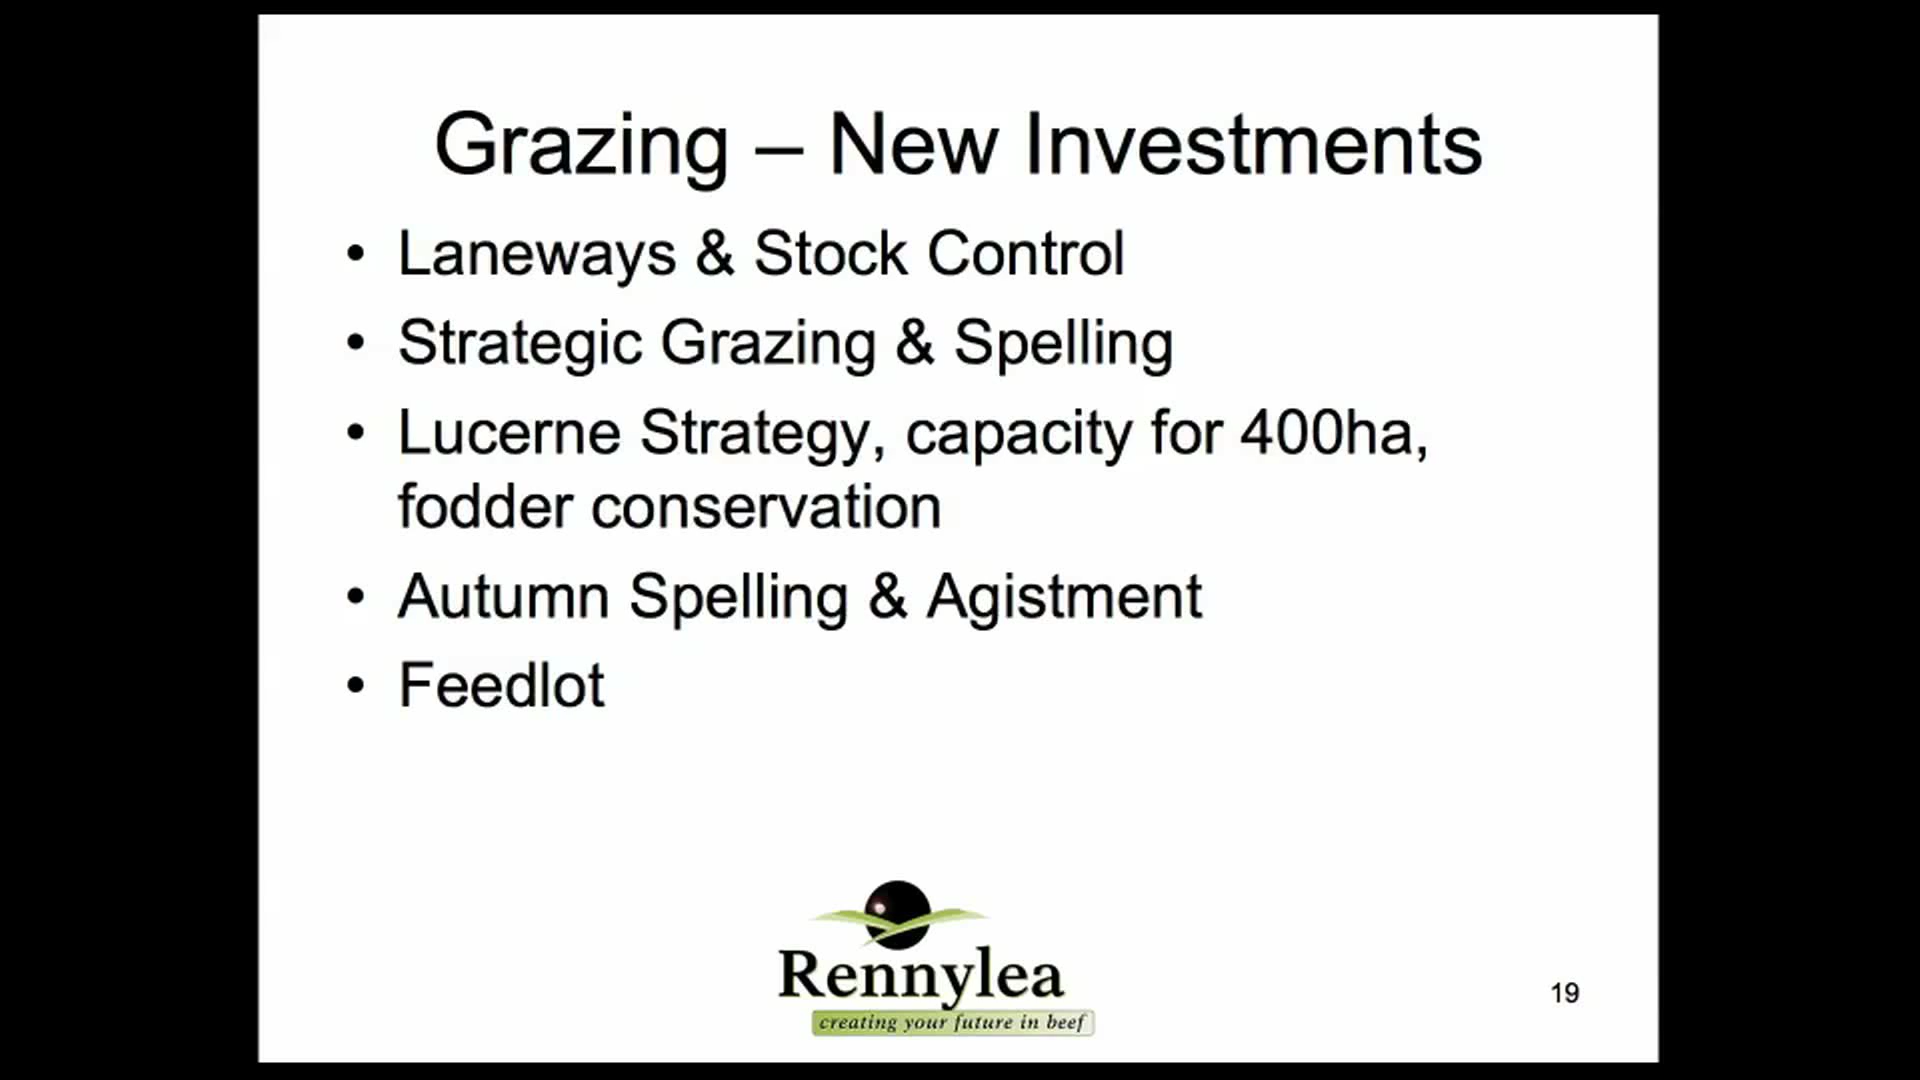 Grazing – New Investments
• Laneways & Stock Control
• Strategic Grazing & Spelling
• Lucerne Strategy, capacity for 400ha,
fodder conservation
• Autumn Spelling & Agistment
• Feedlot
Rennylea
creating your future in beef
19